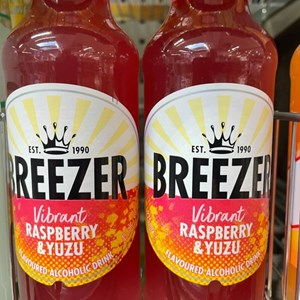 EST. 1990
BREEZER
Vibrant
RASPBERRY
& YUZU
FLAVOURED ALCOHOLIC DRINK
EST. 1990
BREEZER
Vibrant
RASPBERRY
& YUZU
FLAVOURED ALCOHOLIC DRINK